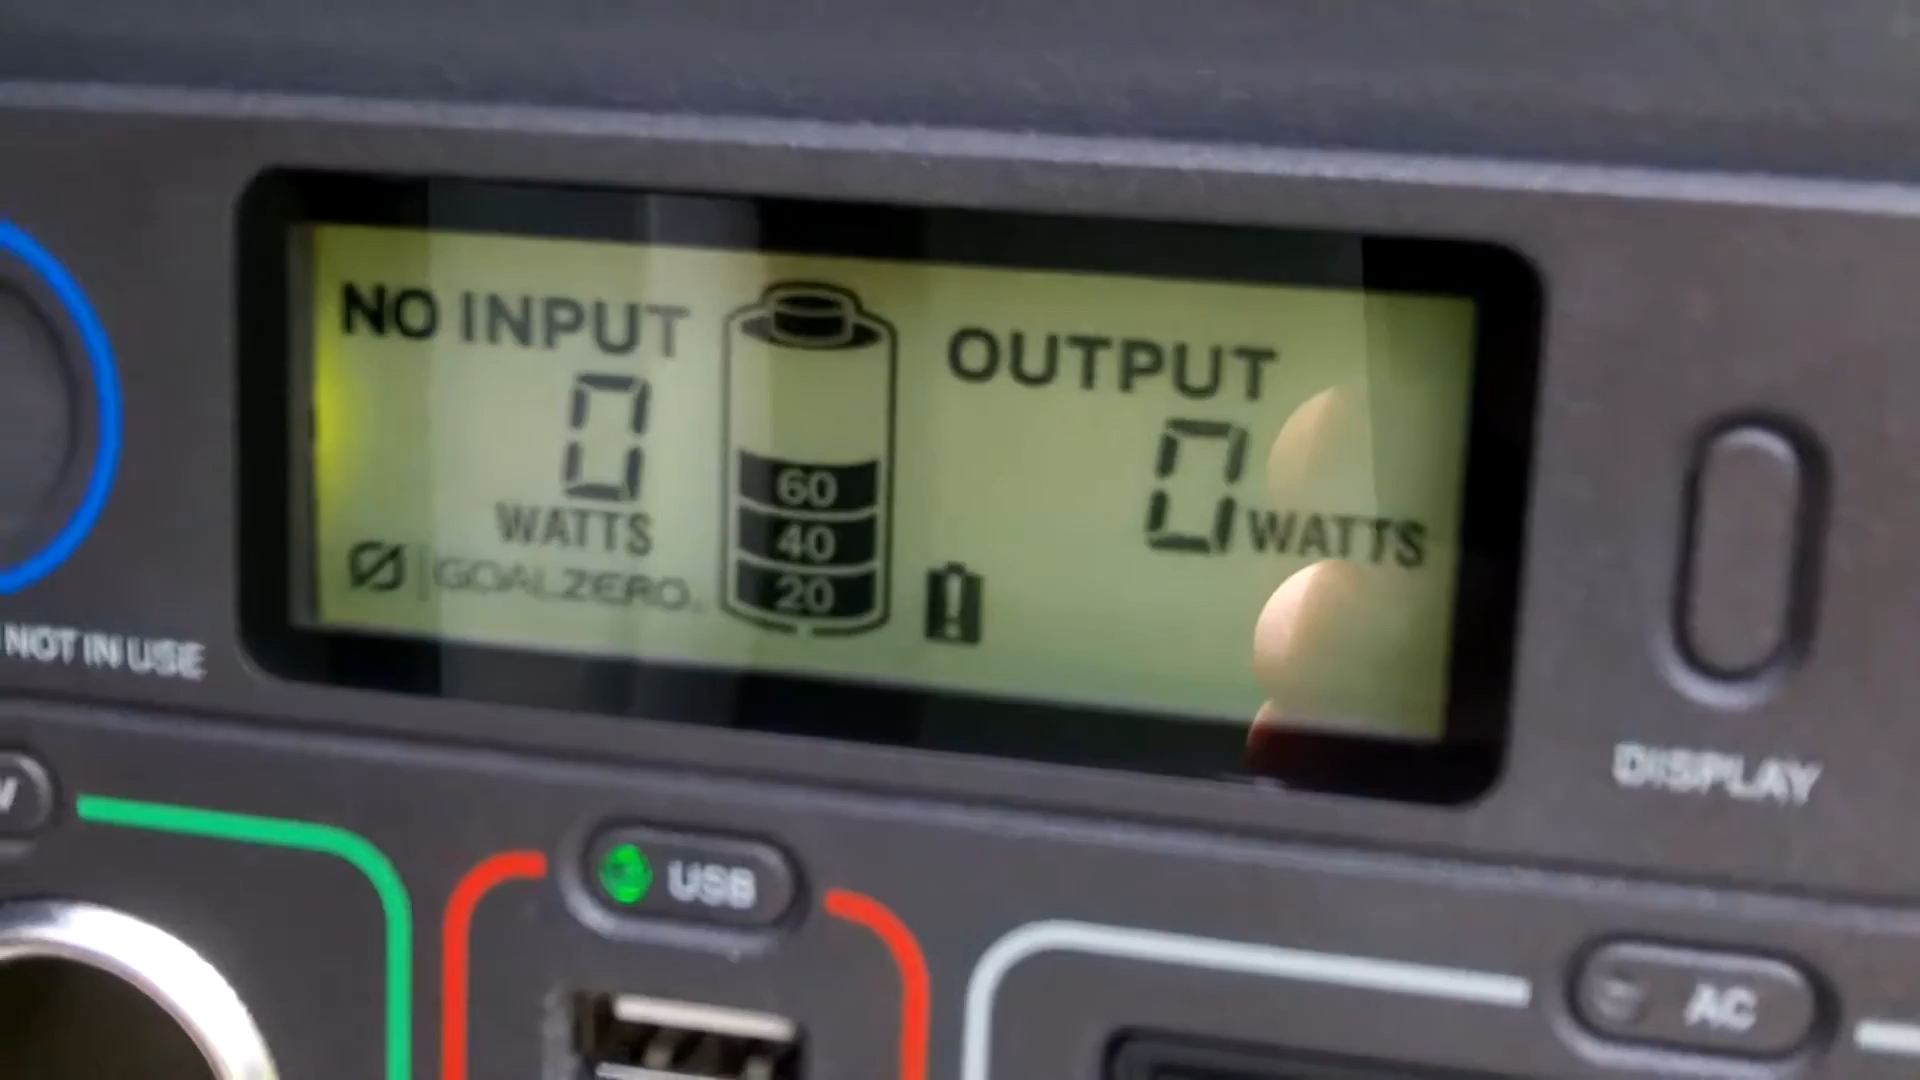 NO INPUT
0
WATTS
GOALZERO.
60
40
20
OUTPUT
0 WATTS
NOT IN USE
DISPLAY
USB
AC